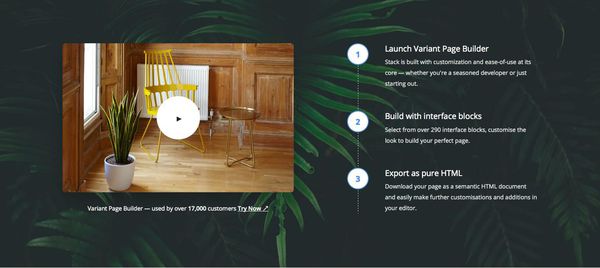 Variant Page Builder — used by over 17,000 customers Try Now ↗
1
Launch Variant Page Builder
Stack is built with customization and ease-of-use at its
core — whether you're a seasoned developer or just
starting out.
2
Build with interface blocks
Select from over 290 interface blocks, customise the
look to build your perfect page.
3
Export as pure HTML
Download your page as a semantic HTML document
and easily make further customisations and additions in
your editor.